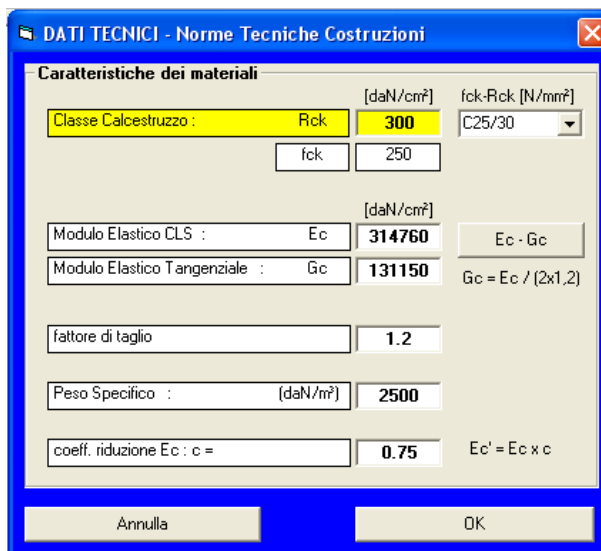 DATI TECNICI - Norme Tecniche Costruzioni
Caratteristiche dei materiali
[daN/cm²] fck-Rck [N/mm²]
Classe Calcestruzzo : Rck 300 C25/30
fck 250
[daN/cm²]
Modulo Elastico CLS : Ec 314760 Ec - Gc
Modulo Elastico Tangenziale : Gc 131150 Gc = Ec / (2x1,2)
fattore di taglio 1.2
Peso Specifico : (daN/m³) 2500
coeff. riduzione Ec : c = 0.75 Ec' = Ec x c
Annulla OK